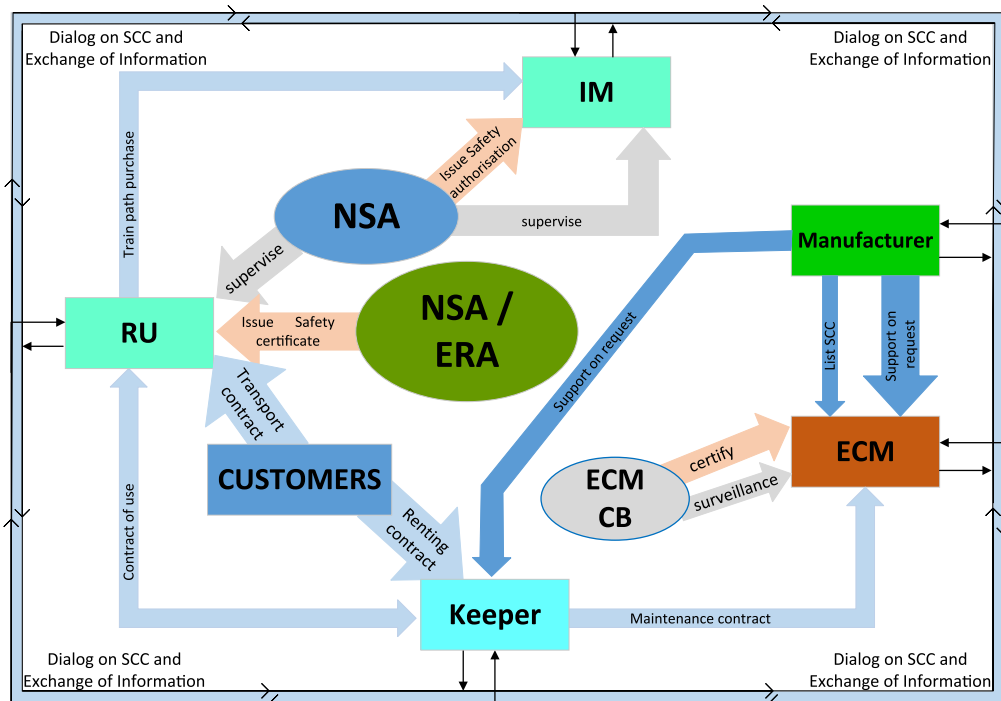 Dialog on SCC and
Exchange of Information
Dialog on SCC and
Exchange of Information
IM
Train path purchase
Issue Safety
authorisation
NSA
supervise
supervise
Manufacturer
NSA /
ERA
RU
Issue Safety
certificate
Support on request
List SCC
Support on
request
Transport
contract
CUSTOMERS
Renting
contract
ECM
CB
certify
surveillance
ECM
Contract of use
Keeper
Maintenance contract
Dialog on SCC and
Exchange of Information
Dialog on SCC and
Exchange of Information